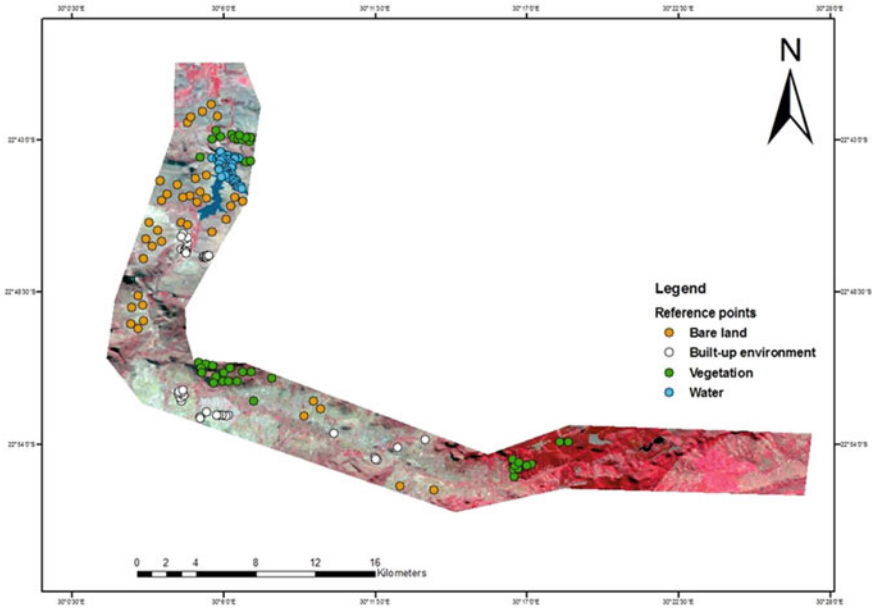 30°0'30"E 30°6'0"E 30°11'30"E 30°17'0"E 30°22'30"E 30°28'0"E
N
22°43'0"S 22°43'0"S
22°48'30"S 22°48'30"S
Legend
Reference points
Bare land
Built-up environment
Vegetation
Water
22°54'0"S 22°54'0"S
0 2 4 8 12 16
Kilometers
30°0'30"E 30°6'0"E 30°11'30"E 30°17'0"E 30°22'30"E 30°28'0"E